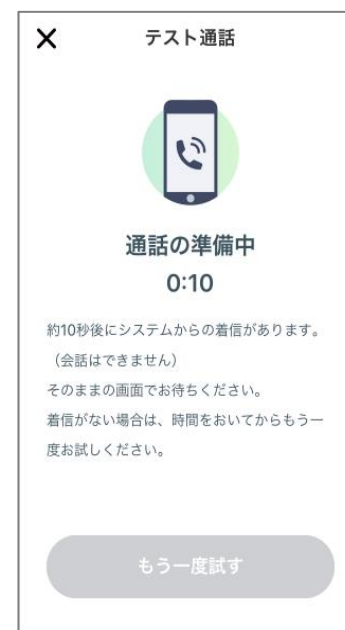 テスト通話
通話の準備中
0:10
約10秒後にシステムからの着信があります。
（会話はできません）
そのままの画面でお待ちください。
着信がない場合は、時間をおいてからもう一
度お試しください。
もう一度試す